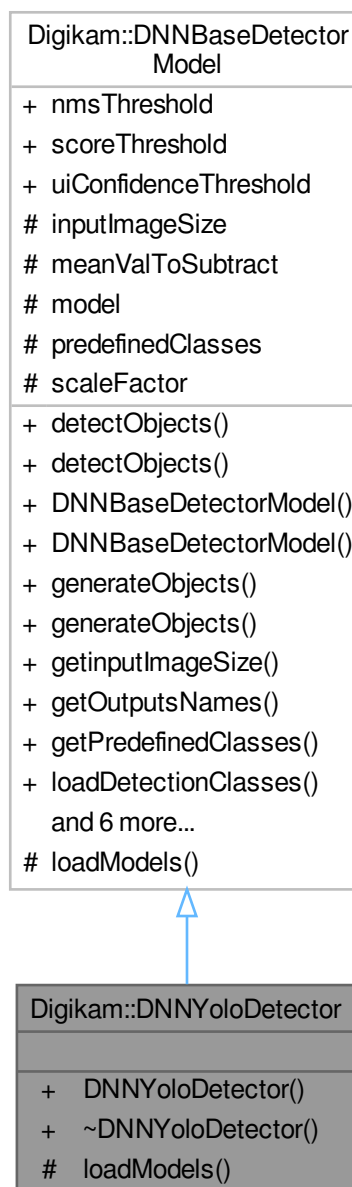 Digikam::DNNBaseDetector
Model
+ nmsThreshold
+ scoreThreshold
+ uiConfidenceThreshold
# inputImageSize
# meanValToSubtract
# model
# predefinedClasses
# scaleFactor
+ detectObjects()
+ detectObjects()
+ DNNBaseDetectorModel()
+ DNNBaseDetectorModel()
+ generateObjects()
+ generateObjects()
+ getinputImageSize()
+ getOutputsNames()
+ getPredefinedClasses()
+ loadDetectionClasses()
and 6 more...
# loadModels()
Digikam::DNNYoloDetector
+ DNNYoloDetector()
+ ~DNNYoloDetector()
# loadModels()